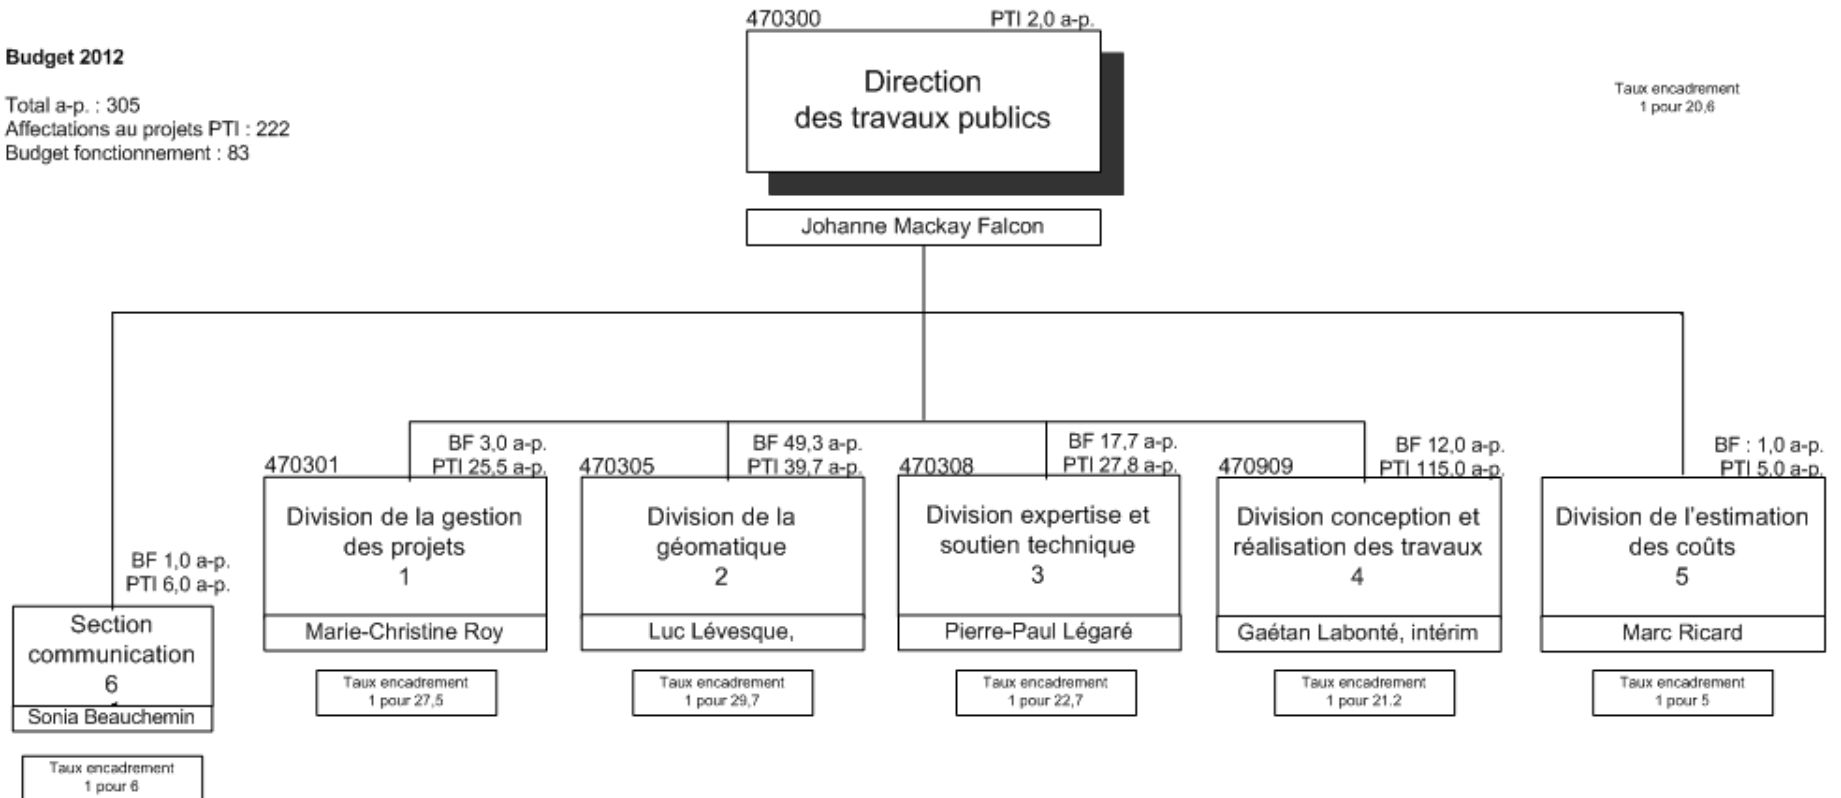 470300
PTI 2,0 a-p.
Budget 2012
Total a-p. : 305
Affectations au projets PTI : 222
Budget fonctionnement : 83
Direction
des travaux publics
Taux encadrement
1 pour 20,6
Johanne Mackay Falcon
BF 1,0 a-p.
PTI 6,0 a-p.
Section
communication
6
Sonia Beauchemin
Taux encadrement
1 pour 6
470301
BF 3,0 a-p.
PTI 25,5 a-p.
Division de la gestion
des projets
1
Marie-Christine Roy
Taux encadrement
1 pour 27,5
470305
BF 49,3 a-p.
PTI 39,7 a-p.
Division de la
géomatique
2
Luc Lévesque,
Taux encadrement
1 pour 29,7
470308
BF 17,7 a-p.
PTI 27,8 a-p.
Division expertise et
soutien technique
3
Pierre-Paul Légaré
Taux encadrement
1 pour 22,7
470909
BF 12,0 a-p.
PTI 115,0 a-p.
Division conception et
réalisation des travaux
4
Gaétan Labonté, intérim
Taux encadrement
1 pour 21.2
BF : 1,0 a-p.
PTI 5,0 a-p.
Division de l'estimation
des coûts
5
Marc Ricard
Taux encadrement
1 pour 5